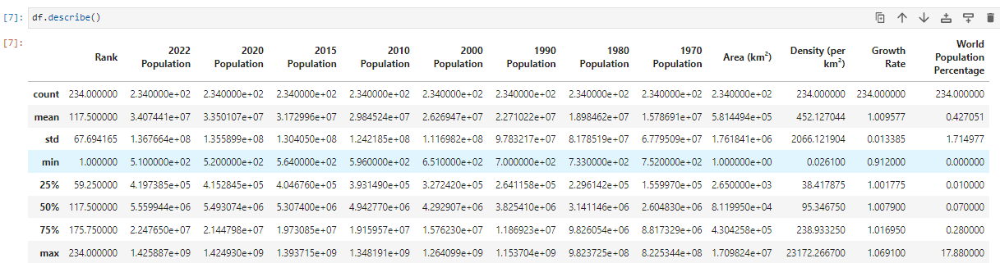 [7]: df.describe()
[7]:
Rank 2022 Population 2020 Population 2015 Population 2010 Population 2000 Population 1990 Population 1980 Population 1970 Population Area (km²) Density (per km²) Growth Rate World Population Percentage
count 234.000000 2.340000e+02 2.340000e+02 2.340000e+02 2.340000e+02 2.340000e+02 2.340000e+02 2.340000e+02 2.340000e+02 2.340000e+02 234.000000 234.000000 234.000000
mean 117.500000 3.407441e+07 3.350107e+07 3.172996e+07 2.984524e+07 2.626947e+07 2.271022e+07 1.898462e+07 1.578691e+07 5.814494e+05 452.127044 1.009577 0.427051
std 67.694165 1.367664e+08 1.355899e+08 1.304050e+08 1.242185e+08 1.116982e+08 9.783217e+07 8.178519e+07 6.779509e+07 1.761841e+06 2066.121904 0.013385 1.714977
min 1.000000 5.100000e+02 5.200000e+02 5.640000e+02 5.960000e+02 6.510000e+02 7.000000e+02 7.330000e+02 7.520000e+02 1.000000e+00 0.026100 0.912000 0.000000
25% 59.250000 4.197385e+05 4.152845e+05 4.046760e+05 3.931490e+05 3.272420e+05 2.641158e+05 2.296142e+05 1.559970e+05 2.650000e+03 38.417875 1.001775 0.010000
50% 117.500000 5.559944e+06 5.493074e+06 5.307400e+06 4.942770e+06 4.292907e+06 3.825410e+06 3.141146e+06 2.604830e+06 8.119950e+04 95.346750 1.007900 0.070000
75% 175.750000 2.247650e+07 2.144798e+07 1.973085e+07 1.915957e+07 1.576230e+07 1.186923e+07 9.826054e+06 8.817329e+06 4.304258e+05 238.933250 1.016950 0.280000
max 234.000000 1.425887e+09 1.424930e+09 1.393715e+09 1.348191e+09 1.264099e+09 1.153704e+09 9.823725e+08 8.225344e+08 1.709824e+07 23172.266700 1.069100 17.880000